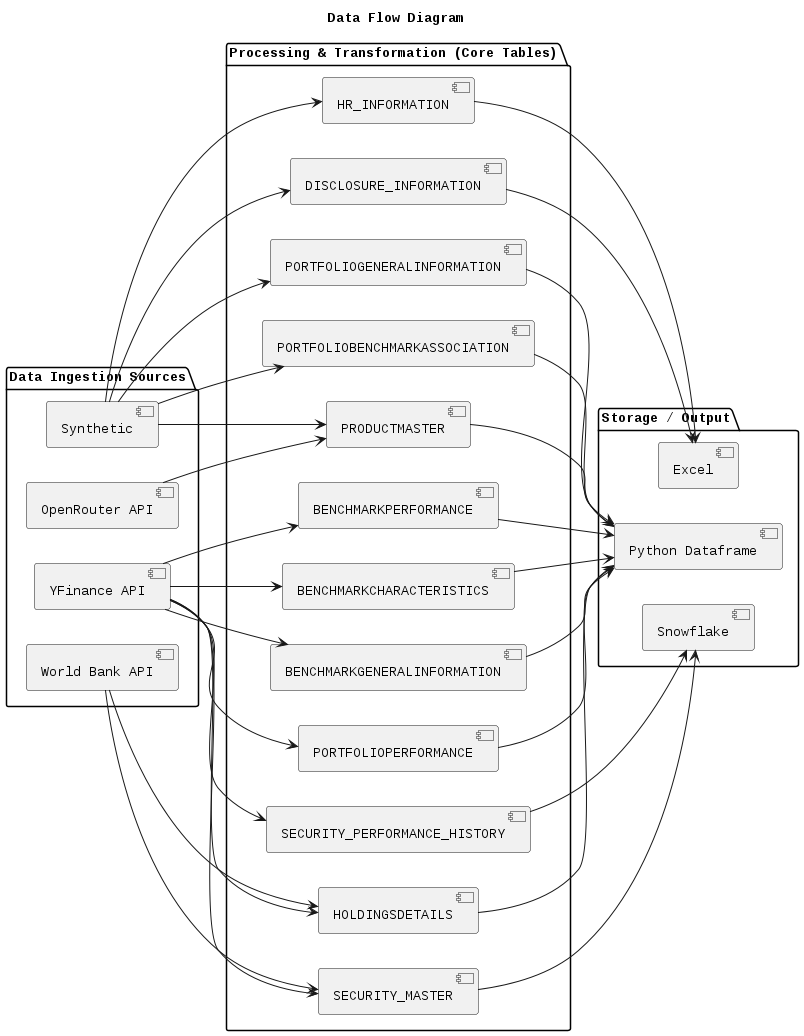 Data Flow Diagram
Processing & Transformation (Core Tables)
HR_INFORMATION
DISCLOSURE_INFORMATION
PORTFOLIOGENERALINFORMATION
PORTFOLIOBENCHMARKASSOCIATION
PRODUCTMASTER
BENCHMARKPERFORMANCE
BENCHMARKCHARACTERISTICS
BENCHMARKGENERALINFORMATION
PORTFOLIOPERFORMANCE
SECURITY_PERFORMANCE_HISTORY
HOLDINGSDETAILS
SECURITY_MASTER
Data Ingestion Sources
Synthetic
OpenRouter API
YFinance API
World Bank API
Storage / Output
Excel
Python Dataframe
Snowflake